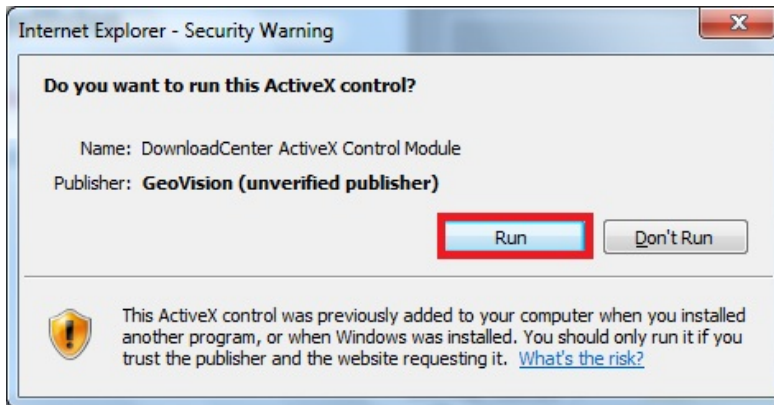 Internet Explorer - Security Warning
Do you want to run this ActiveX control?
Name: DownloadCenter ActiveX Control Module
Publisher: GeoVision (unverified publisher)
Run Don't Run
This ActiveX control was previously added to your computer when you installed
another program, or when Windows was installed. You should only run it if you
trust the publisher and the website requesting it. What's the risk?